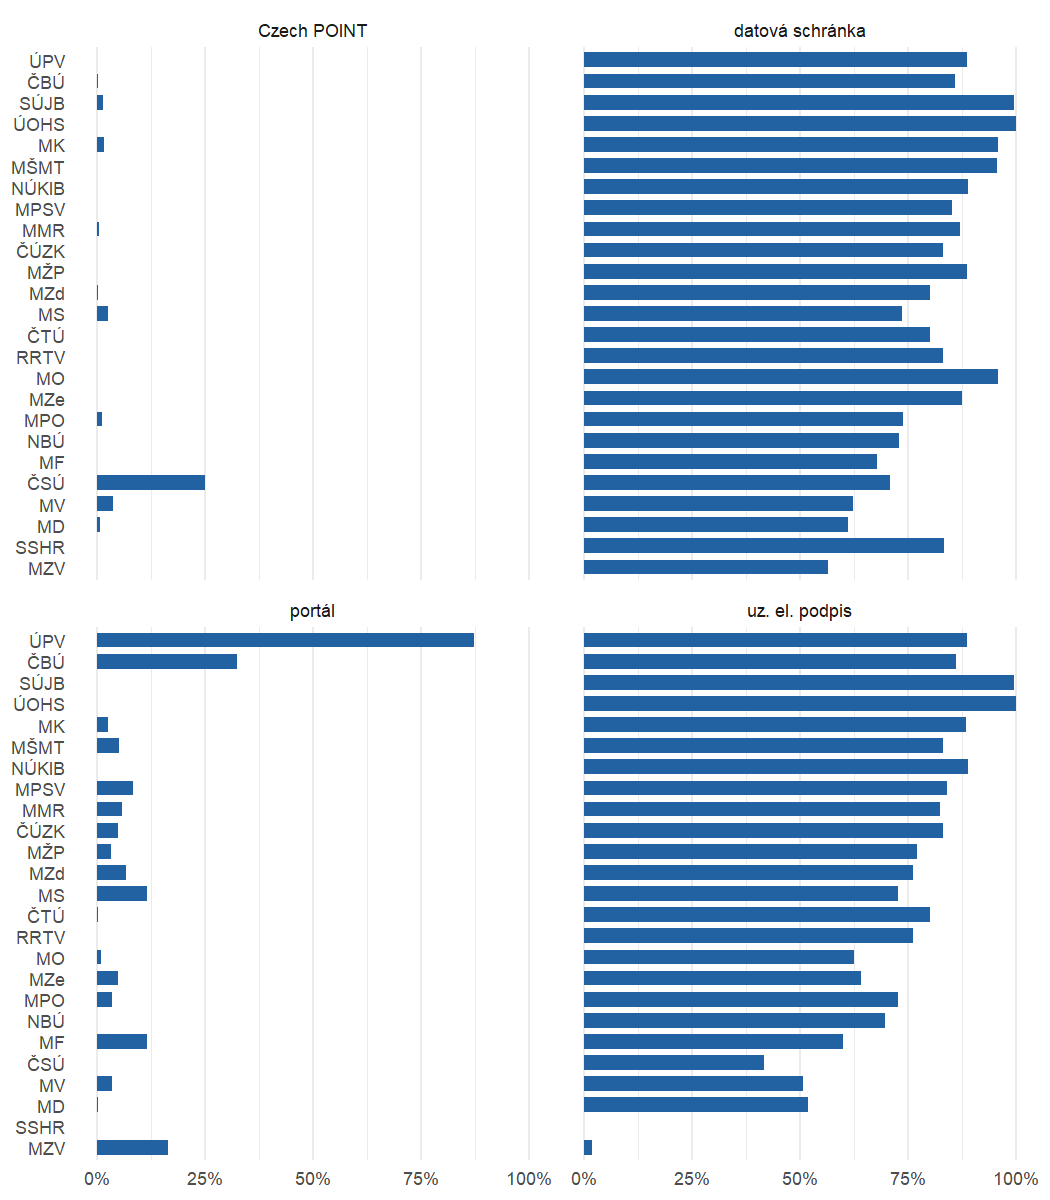 Czech POINT
datová schránka
ÚPV
ČBÚ
SÚJB
ÚOHS
MK
MŠMT
NÚKIB
MPSV
MMR
ČÚZK
MŽP
MZd
MS
ČTÚ
RRTV
MO
MZe
MPO
NBÚ
MF
ČSÚ
MV
MD
SSHR
MZV
portál
uz. el. podpis
ÚPV
ČBÚ
SÚJB
ÚOHS
MK
MŠMT
NÚKIB
MPSV
MMR
ČÚZK
MŽP
MZd
MS
ČTÚ
RRTV
MO
MZe
MPO
NBÚ
MF
ČSÚ
MV
MD
SSHR
MZV
0% 25% 50% 75% 100% 0% 25% 50% 75% 100%